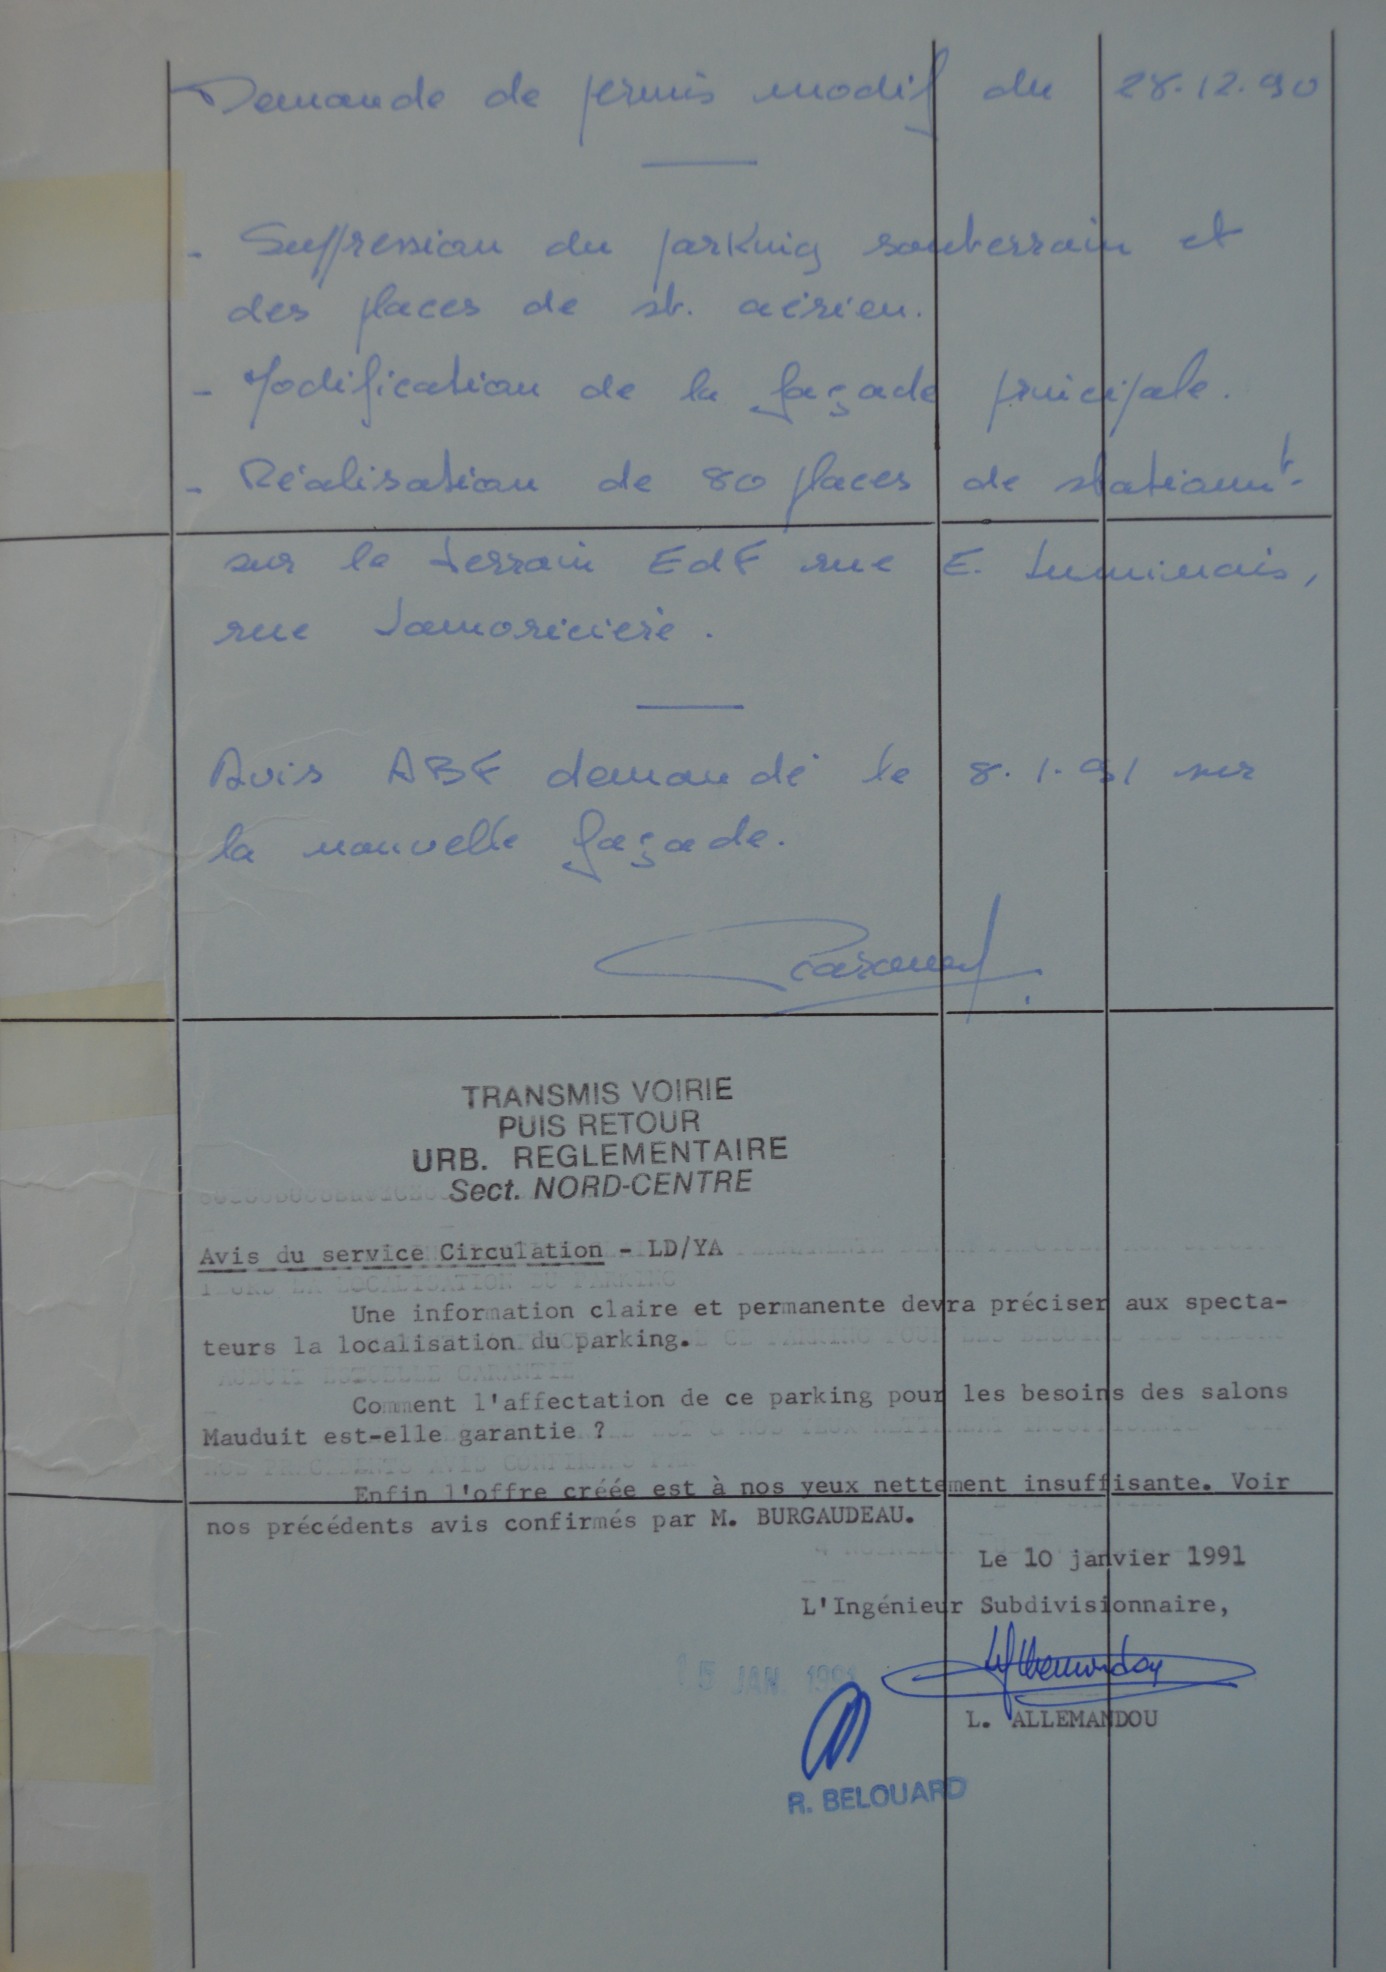 Demande de permis modif du 28.12.90
- Suppression du parking souterrain et
des places de st. aérien.
- Modification de la façade principale.
- Réalisation de 80 places de stationnt.
sur le terrain EdF rue E. Luminais,
rue Lamoricière.
Avis ABF demandé le 8.1.91 sur
la nouvelle façade.
TRANSMIS VOIRIE
PUIS RETOUR
URB. REGLEMENTAIRE
Sect. NORD-CENTRE
Avis du service Circulation - LD/YA
Une information claire et permanente devra préciser aux specta-
teurs la localisation du parking.
Comment l'affectation de ce parking pour les besoins des salons
Mauduit est-elle garantie ?
Enfin l'offre créée est à nos yeux nettement insuffisante. Voir
nos précédents avis confirmés par M. BURGAUDEAU.
Le 10 janvier 1991
L'Ingénieur Subdivisionnaire,
15 JAN. 1991
L. ALLEMANDOU
R. BELOUARD